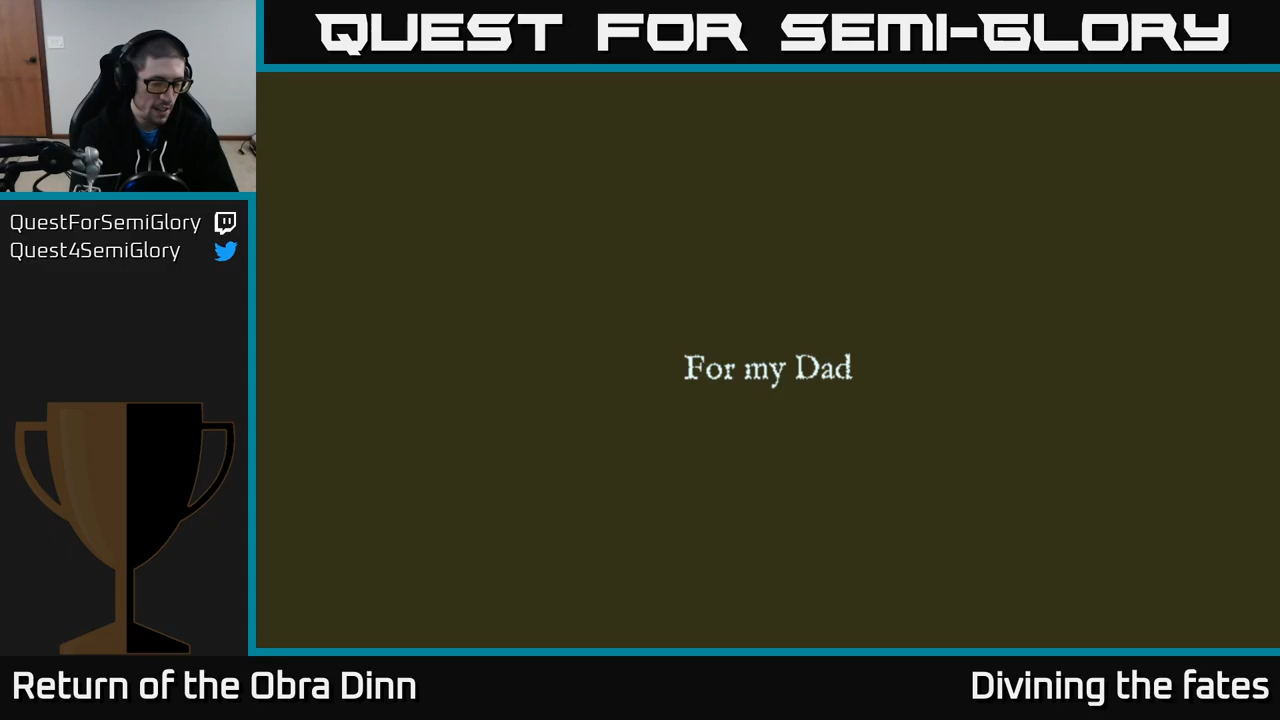 QUEST FOR SEMI-GLORY
QuestForSemiGlory
Quest4SemiGlory
For my Dad
Return of the Obra Dinn
Divining the fates